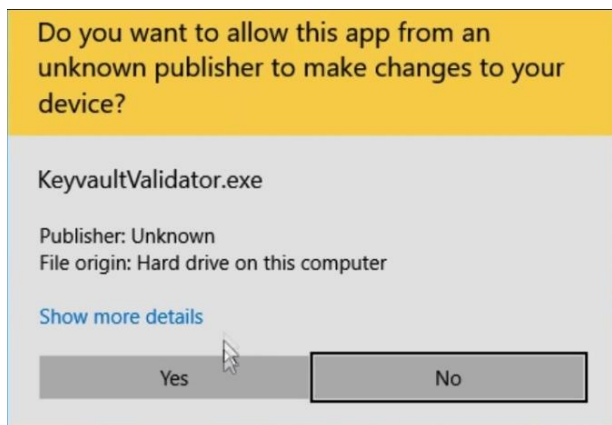 Do you want to allow this app from an
unknown publisher to make changes to your
device?
KeyvaultValidator.exe
Publisher: Unknown
File origin: Hard drive on this computer
Show more details
Yes
No